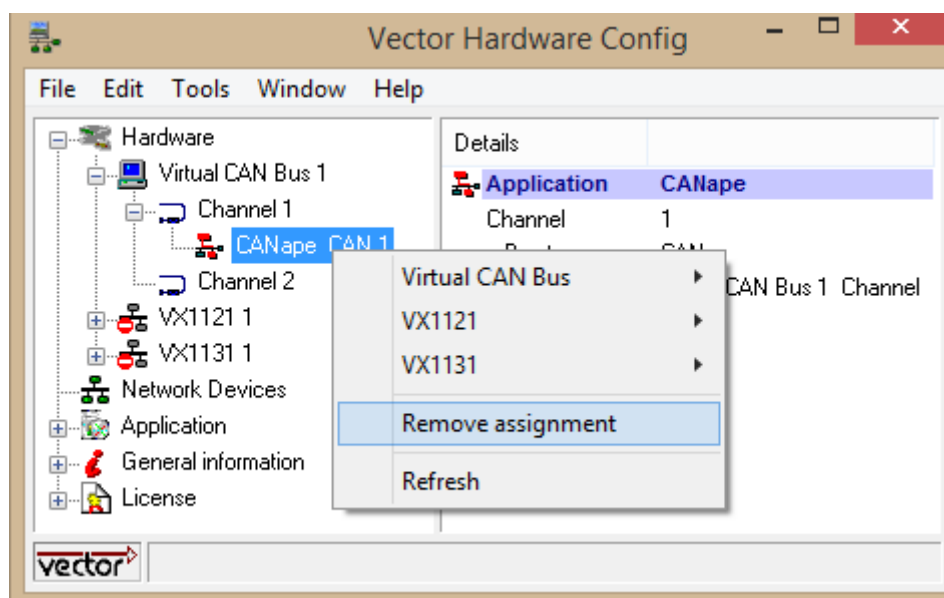 Vector Hardware Config
File Edit Tools Window Help
Hardware
Virtual CAN Bus 1
Channel 1
CANape CAN 1
Channel 2
VX1121 1
VX1131 1
Network Devices
Application
General information
License
Details
Application CANape
Channel 1
CAN Bus 1 Channel
Virtual CAN Bus
VX1121
VX1131
Remove assignment
Refresh
vector